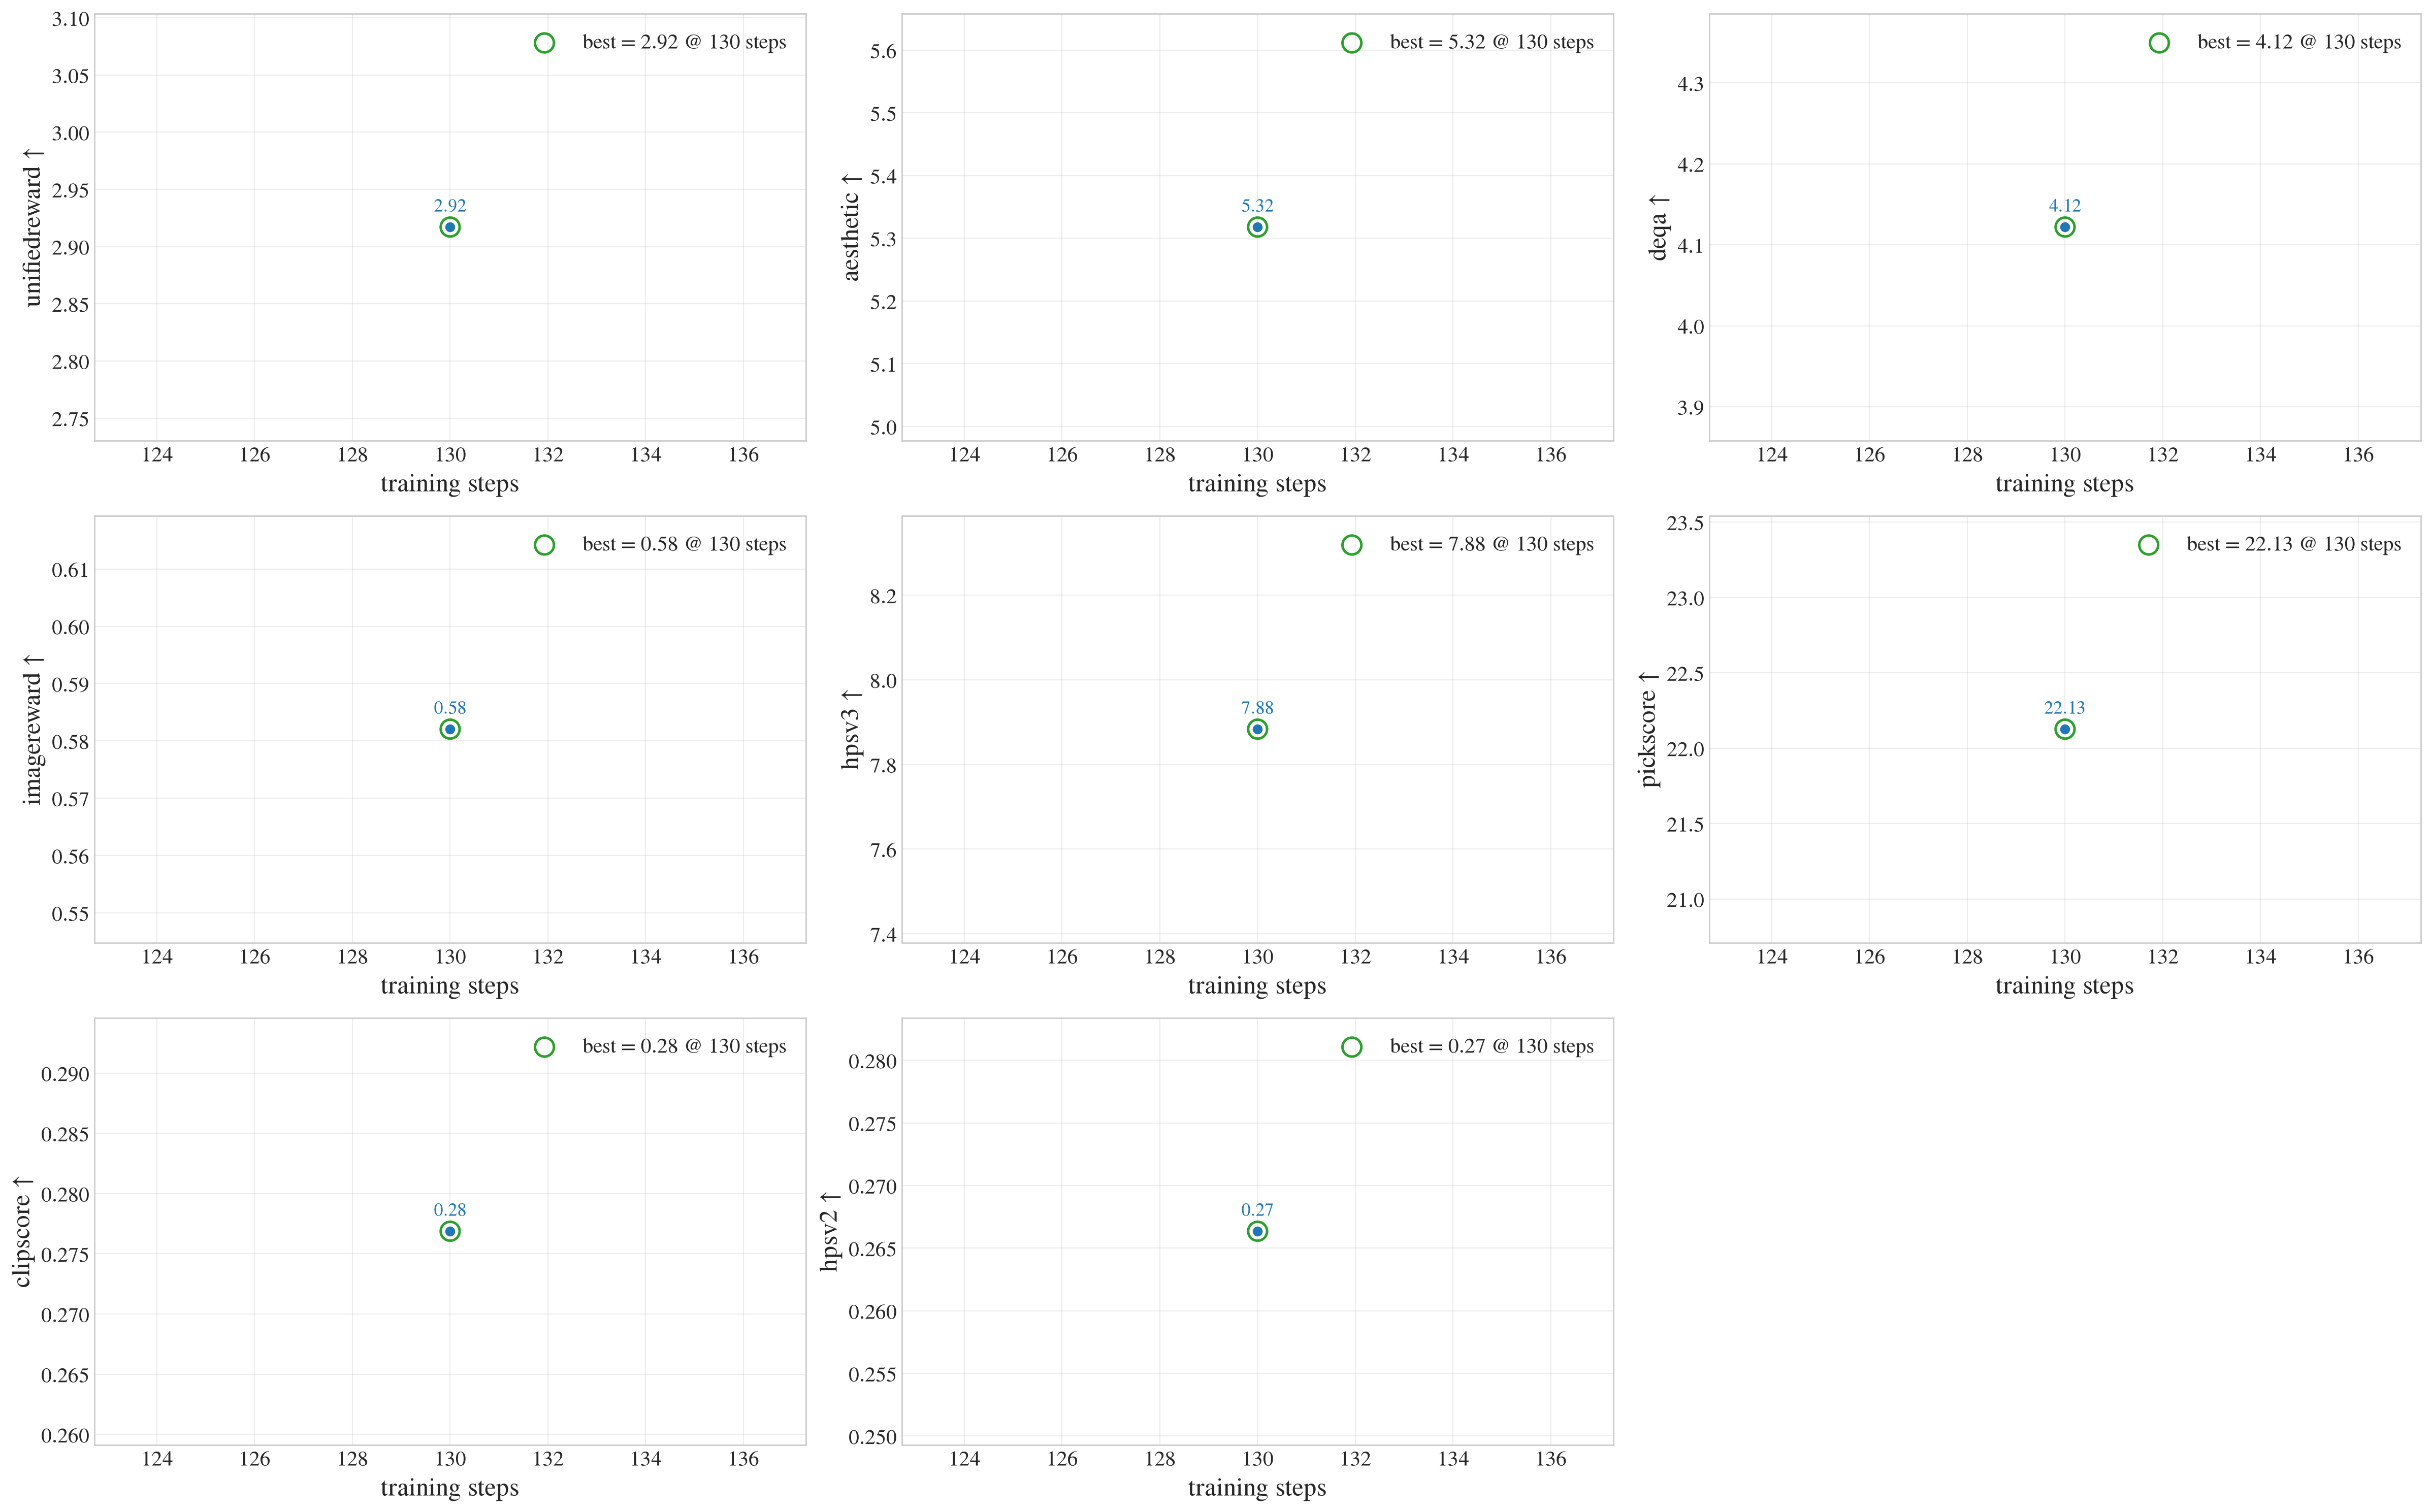 best = 2.92 @ 130 steps
unifiedreward ↑
3.10
3.05
3.00
2.95
2.90
2.85
2.80
2.75
2.92
124 126 128 130 132 134 136
training steps
best = 5.32 @ 130 steps
aesthetic ↑
5.6
5.5
5.4
5.3
5.2
5.1
5.0
5.32
124 126 128 130 132 134 136
training steps
best = 4.12 @ 130 steps
deqa ↑
4.3
4.2
4.1
4.0
3.9
4.12
124 126 128 130 132 134 136
training steps
best = 0.58 @ 130 steps
imagereward ↑
0.61
0.60
0.59
0.58
0.57
0.56
0.55
0.58
124 126 128 130 132 134 136
training steps
best = 7.88 @ 130 steps
hpsv3 ↑
8.2
8.0
7.8
7.6
7.4
7.88
124 126 128 130 132 134 136
training steps
best = 22.13 @ 130 steps
pickscore ↑
23.5
23.0
22.5
22.0
21.5
21.0
22.13
124 126 128 130 132 134 136
training steps
best = 0.28 @ 130 steps
clipscore ↑
0.290
0.285
0.280
0.275
0.270
0.265
0.260
0.28
124 126 128 130 132 134 136
training steps
best = 0.27 @ 130 steps
hpsv2 ↑
0.280
0.275
0.270
0.265
0.260
0.255
0.250
0.27
124 126 128 130 132 134 136
training steps